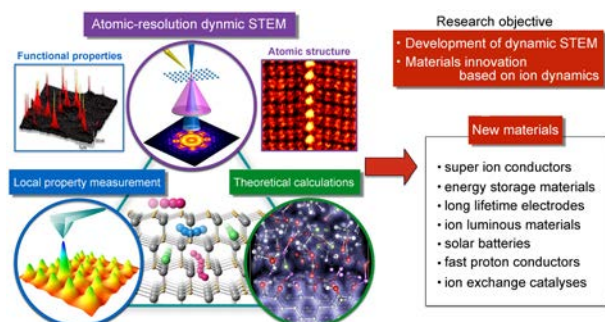 Atomic-resolution dynmic STEM
Functional properties
Atomic structure
Local property measurement
Theoretical calculations
Research objective
• Development of dynamic STEM
• Materials innovation
based on ion dynamics
New materials
• super ion conductors
• energy storage materials
• long lifetime electrodes
• ion luminous materials
• solar batteries
• fast proton conductors
• ion exchange catalyses